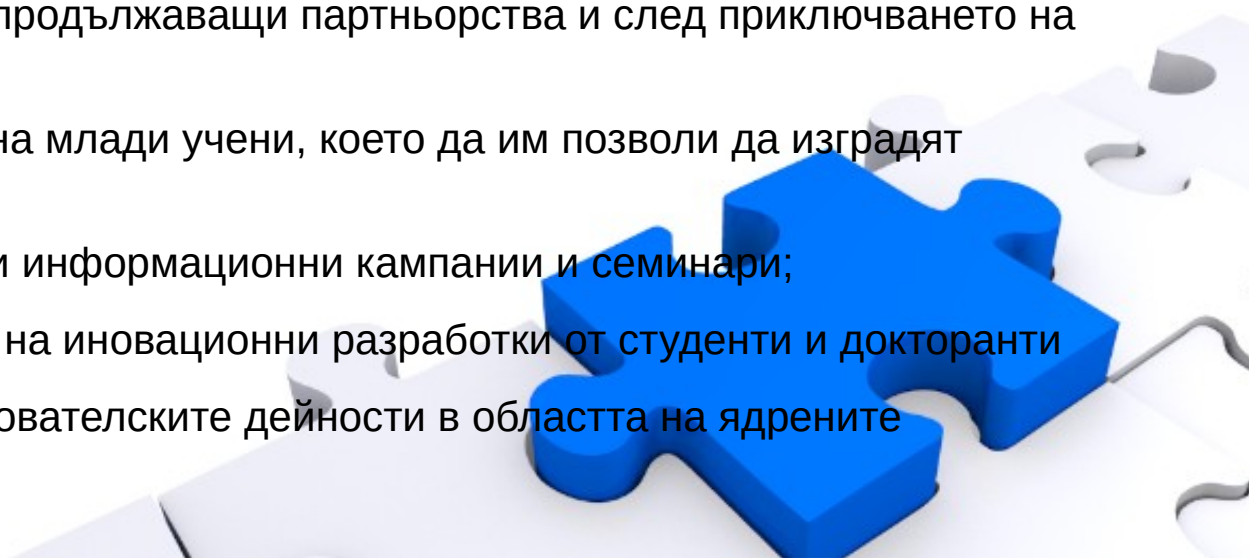 продължаващи партньорства и след приключването на
на млади учени, което да им позволи да изградят
и информационни кампании и семинари;
на иновационни разработки от студенти и докторанти
ователските дейности в областта на ядрените